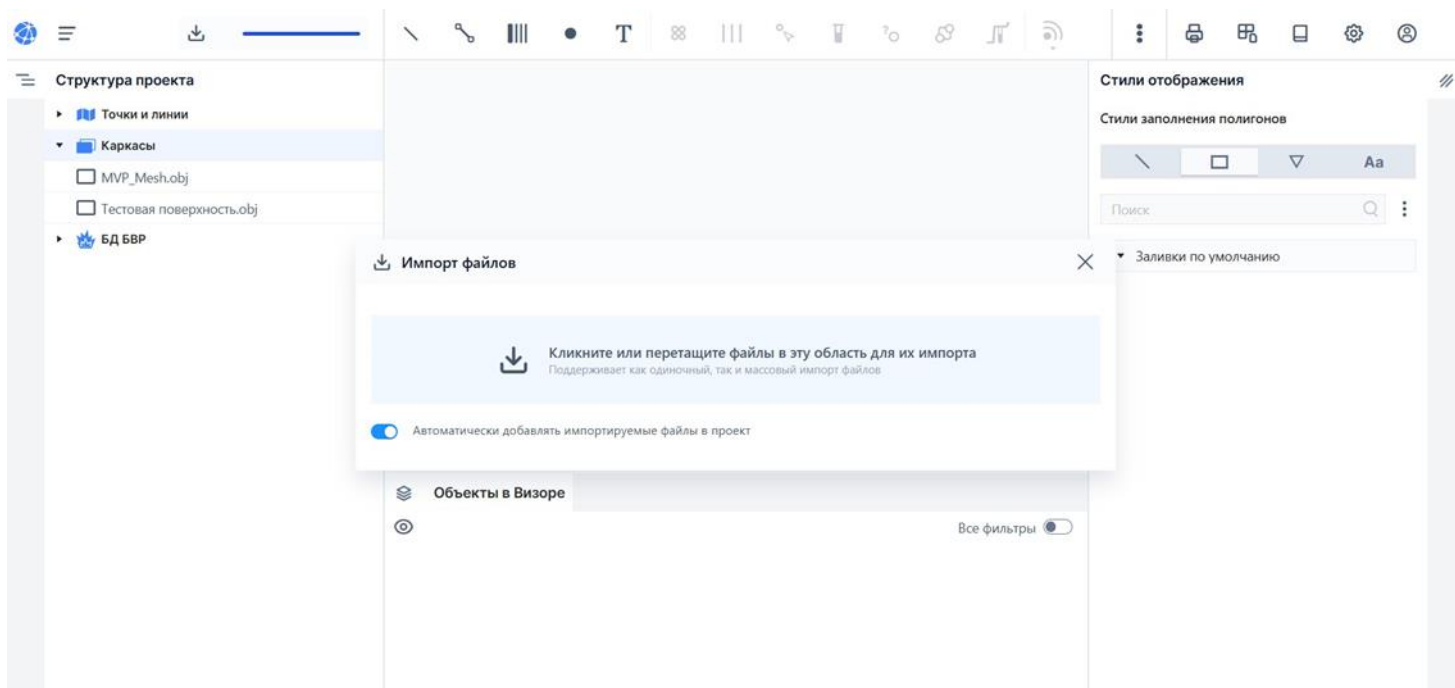 T
Структура проекта
Точки и линии
Каркасы
MVP_Mesh.obj
Тестовая поверхность.obj
БД БВР
Стили отображения
Стили заполнения полигонов
Aa
Поиск
Заливки по умолчанию
Импорт файлов
Кликните или перетащите файлы в эту область для их импорта
Поддерживает как одиночный, так и массовый импорт файлов
Автоматически добавлять импортируемые файлы в проект
Объекты в Визоре
Все фильтры